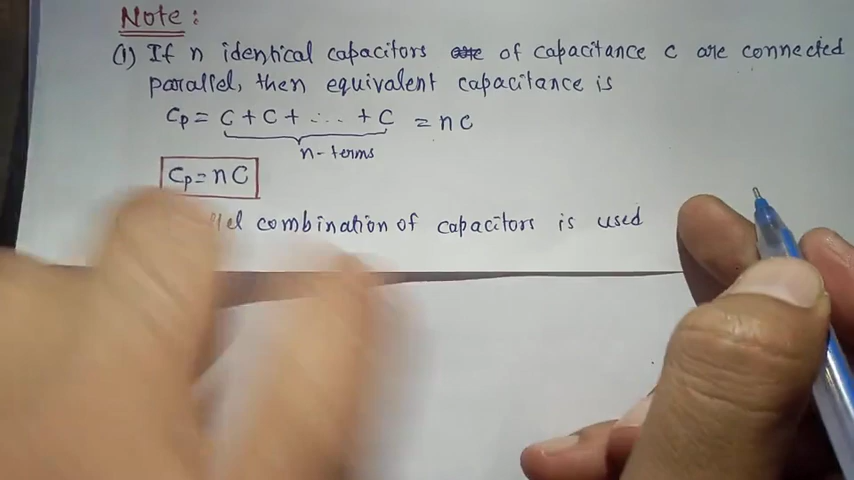 Note :
(1) If n identical capacitors are of capacitance c are connected
parallel, then equivalent capacitance is
Cp = C + C + .... + C = nc
n-terms
Cp = nC
combination of capacitors is used